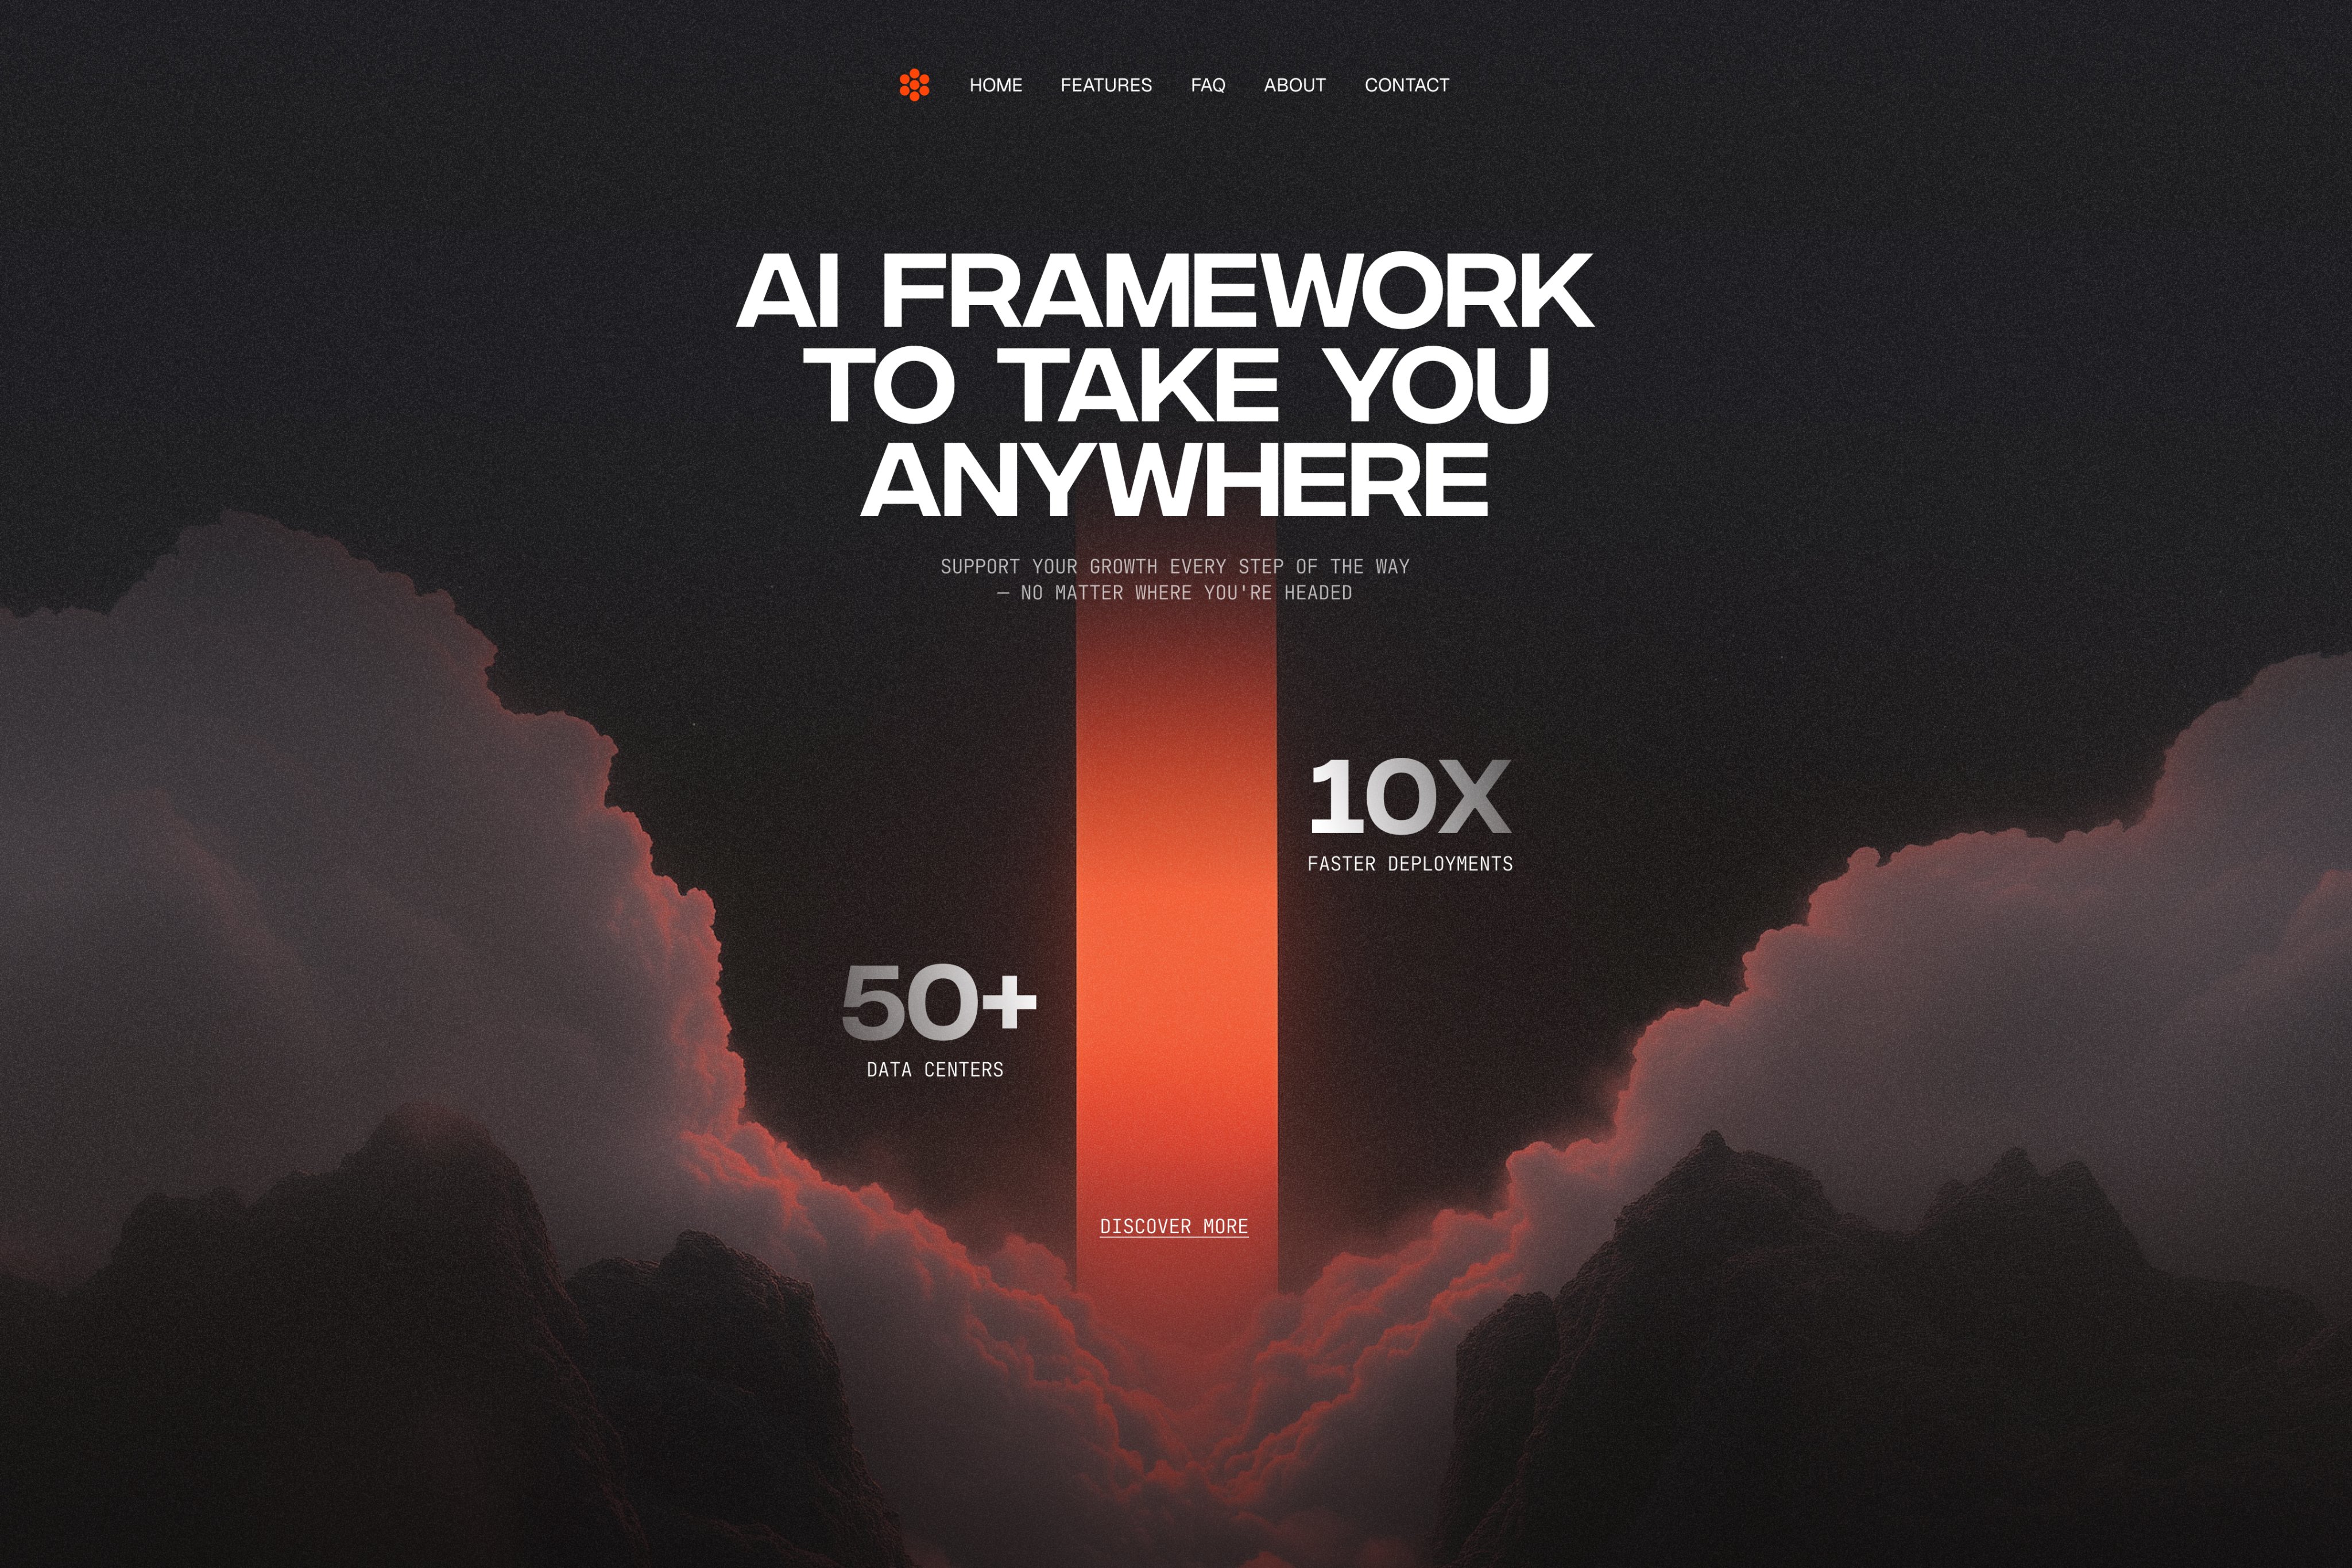 HOME FEATURES FAQ ABOUT CONTACT
AI FRAMEWORK
TO TAKE YOU
ANYWHERE
SUPPORT YOUR GROWTH EVERY STEP OF THE WAY
— NO MATTER WHERE YOU'RE HEADED
10X
FASTER DEPLOYMENTS
50+
DATA CENTERS
DISCOVER MORE